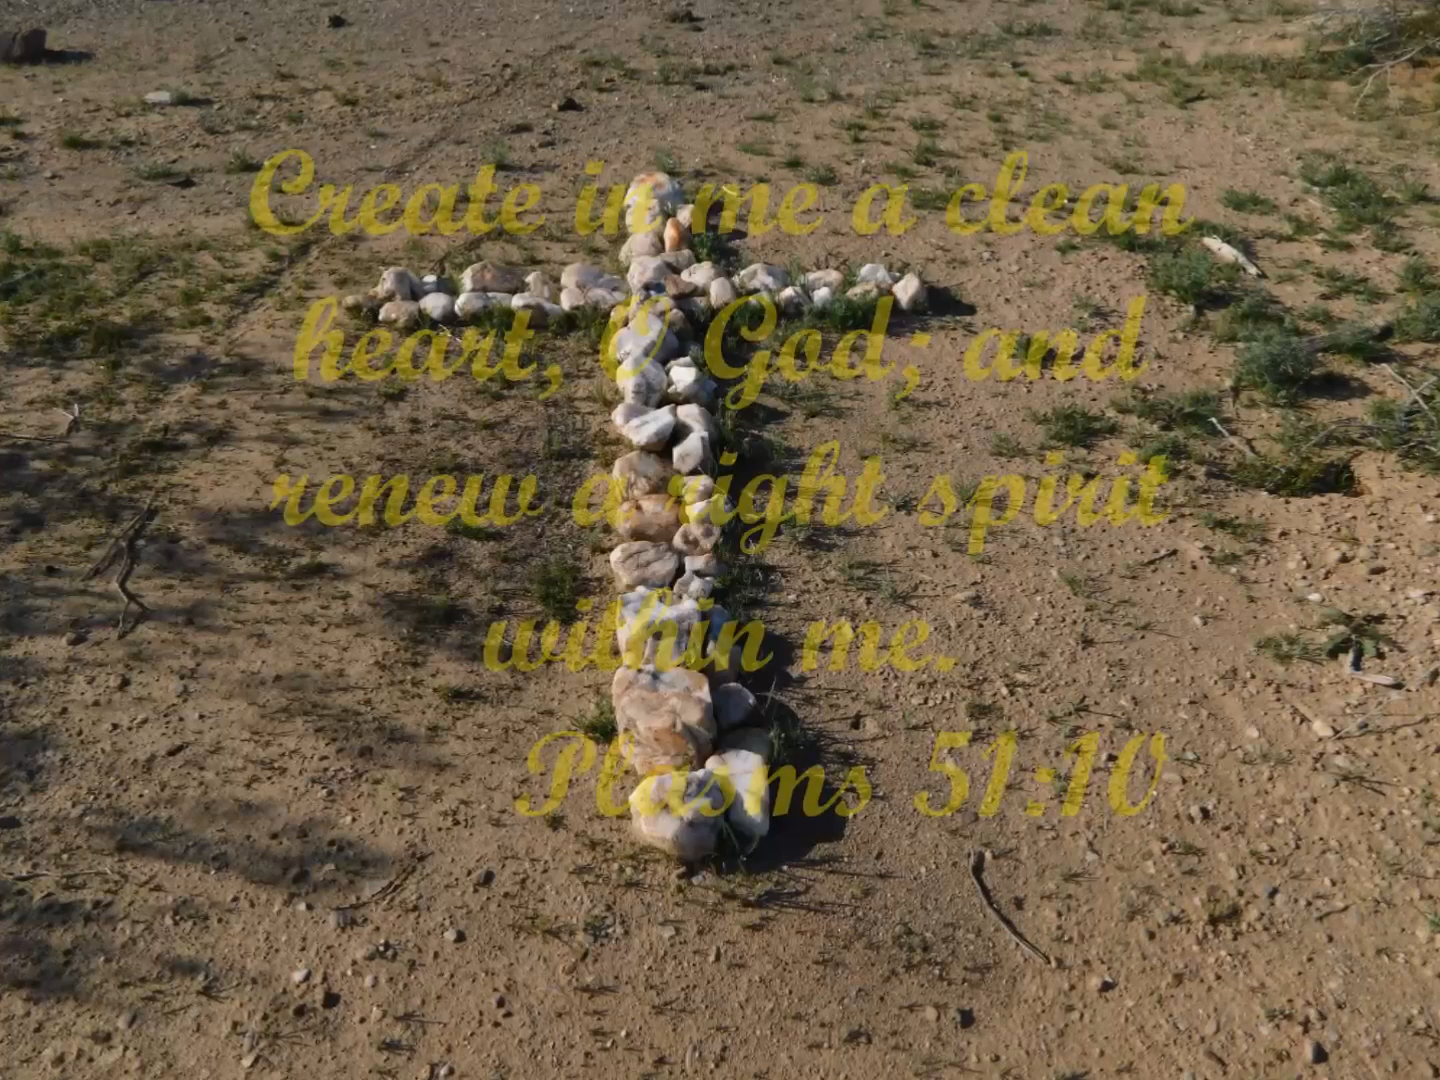 Create in me a clean
heart, O God; and
renew a right spirit
within me.
Plasms 51:10